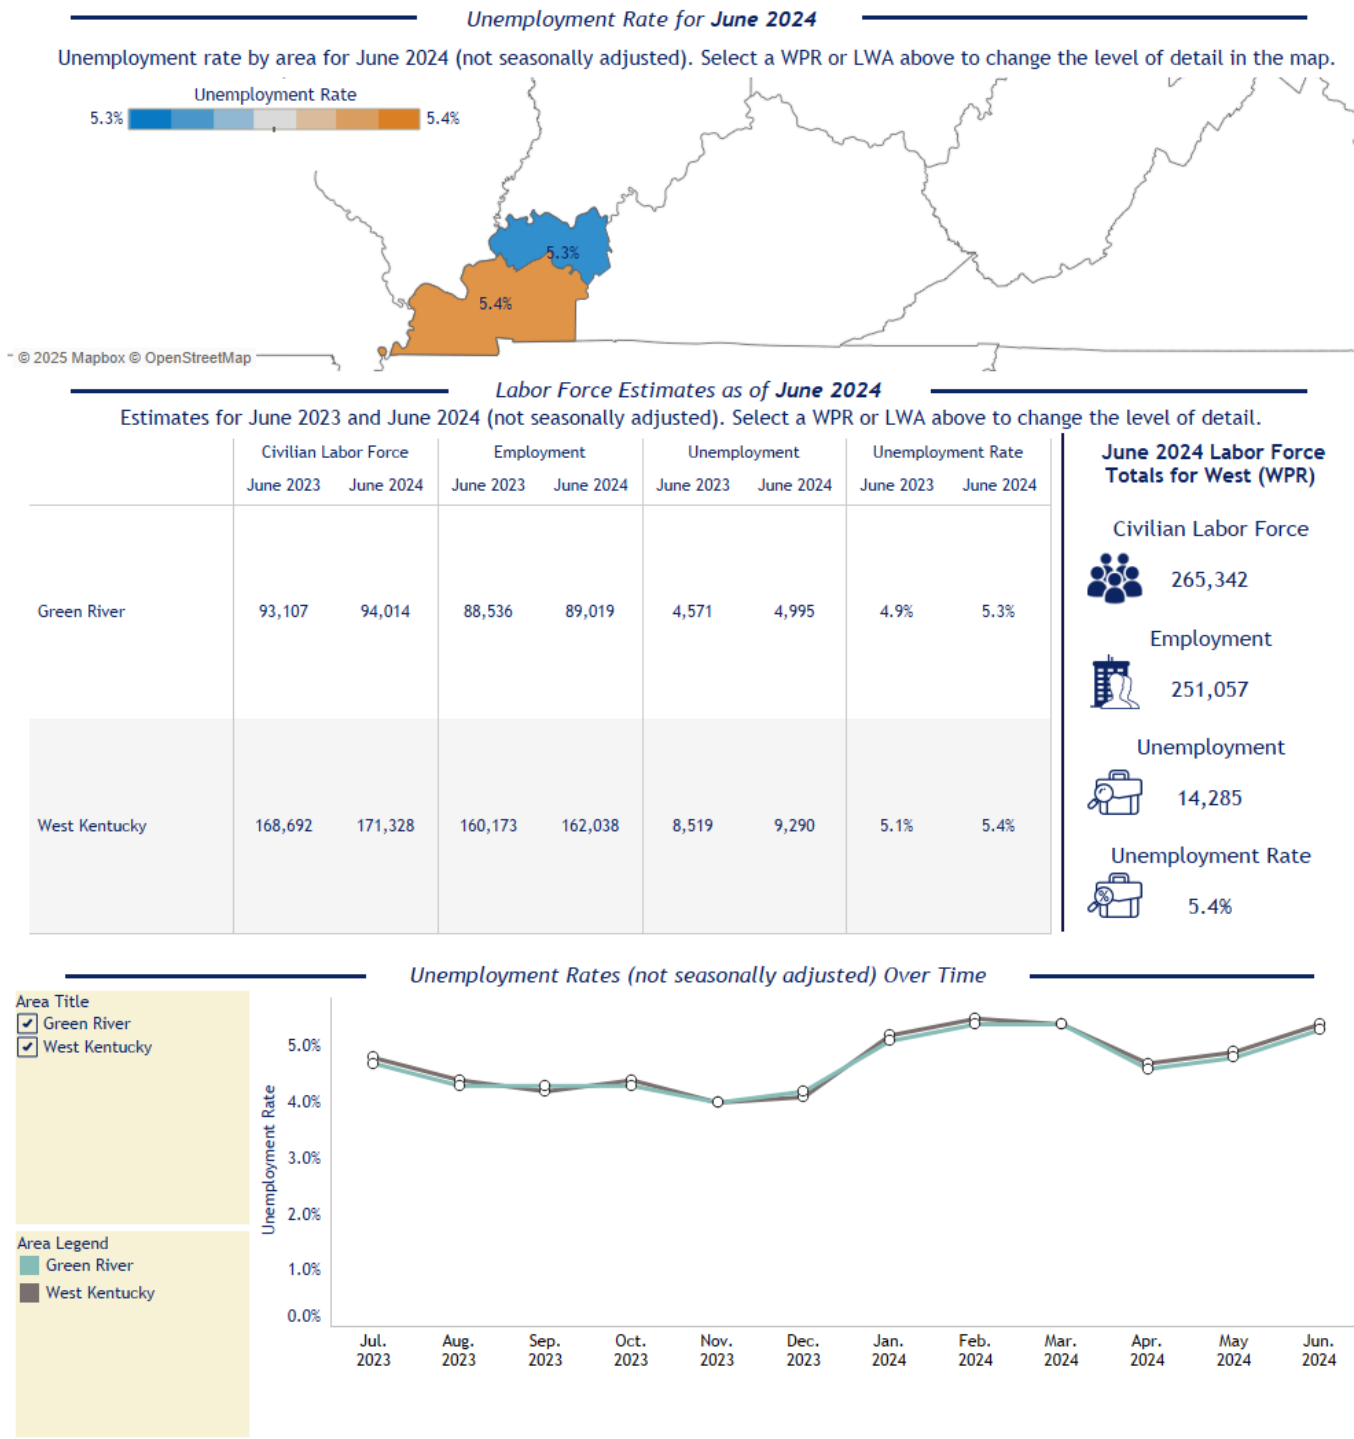 Unemployment Rate for June 2024
Unemployment rate by area for June 2024 (not seasonally adjusted). Select a WPR or LWA above to change the level of detail in the map.
Unemployment Rate
5.3% 5.4%
5.3%
5.4%
© 2025 Mapbox © OpenStreetMap
Labor Force Estimates as of June 2024
Estimates for June 2023 and June 2024 (not seasonally adjusted). Select a WPR or LWA above to change the level of detail.
Civilian Labor Force Employment Unemployment Unemployment Rate
June 2023 June 2024 June 2023 June 2024 June 2023 June 2024 June 2023 June 2024
Green River 93,107 94,014 88,536 89,019 4,571 4,995 4.9% 5.3%
West Kentucky 168,692 171,328 160,173 162,038 8,519 9,290 5.1% 5.4%
June 2024 Labor Force
Totals for West (WPR)
Civilian Labor Force
265,342
Employment
251,057
Unemployment
14,285
Unemployment Rate
%
5.4%
Unemployment Rates (not seasonally adjusted) Over Time
Area Title
Green River
West Kentucky
Area Legend
Green River
West Kentucky
Unemployment Rate
5.0%
4.0%
3.0%
2.0%
1.0%
0.0%
Jul. Aug. Sep. Oct. Nov. Dec. Jan. Feb. Mar. Apr. May Jun.
2023 2023 2023 2023 2023 2023 2024 2024 2024 2024 2024 2024